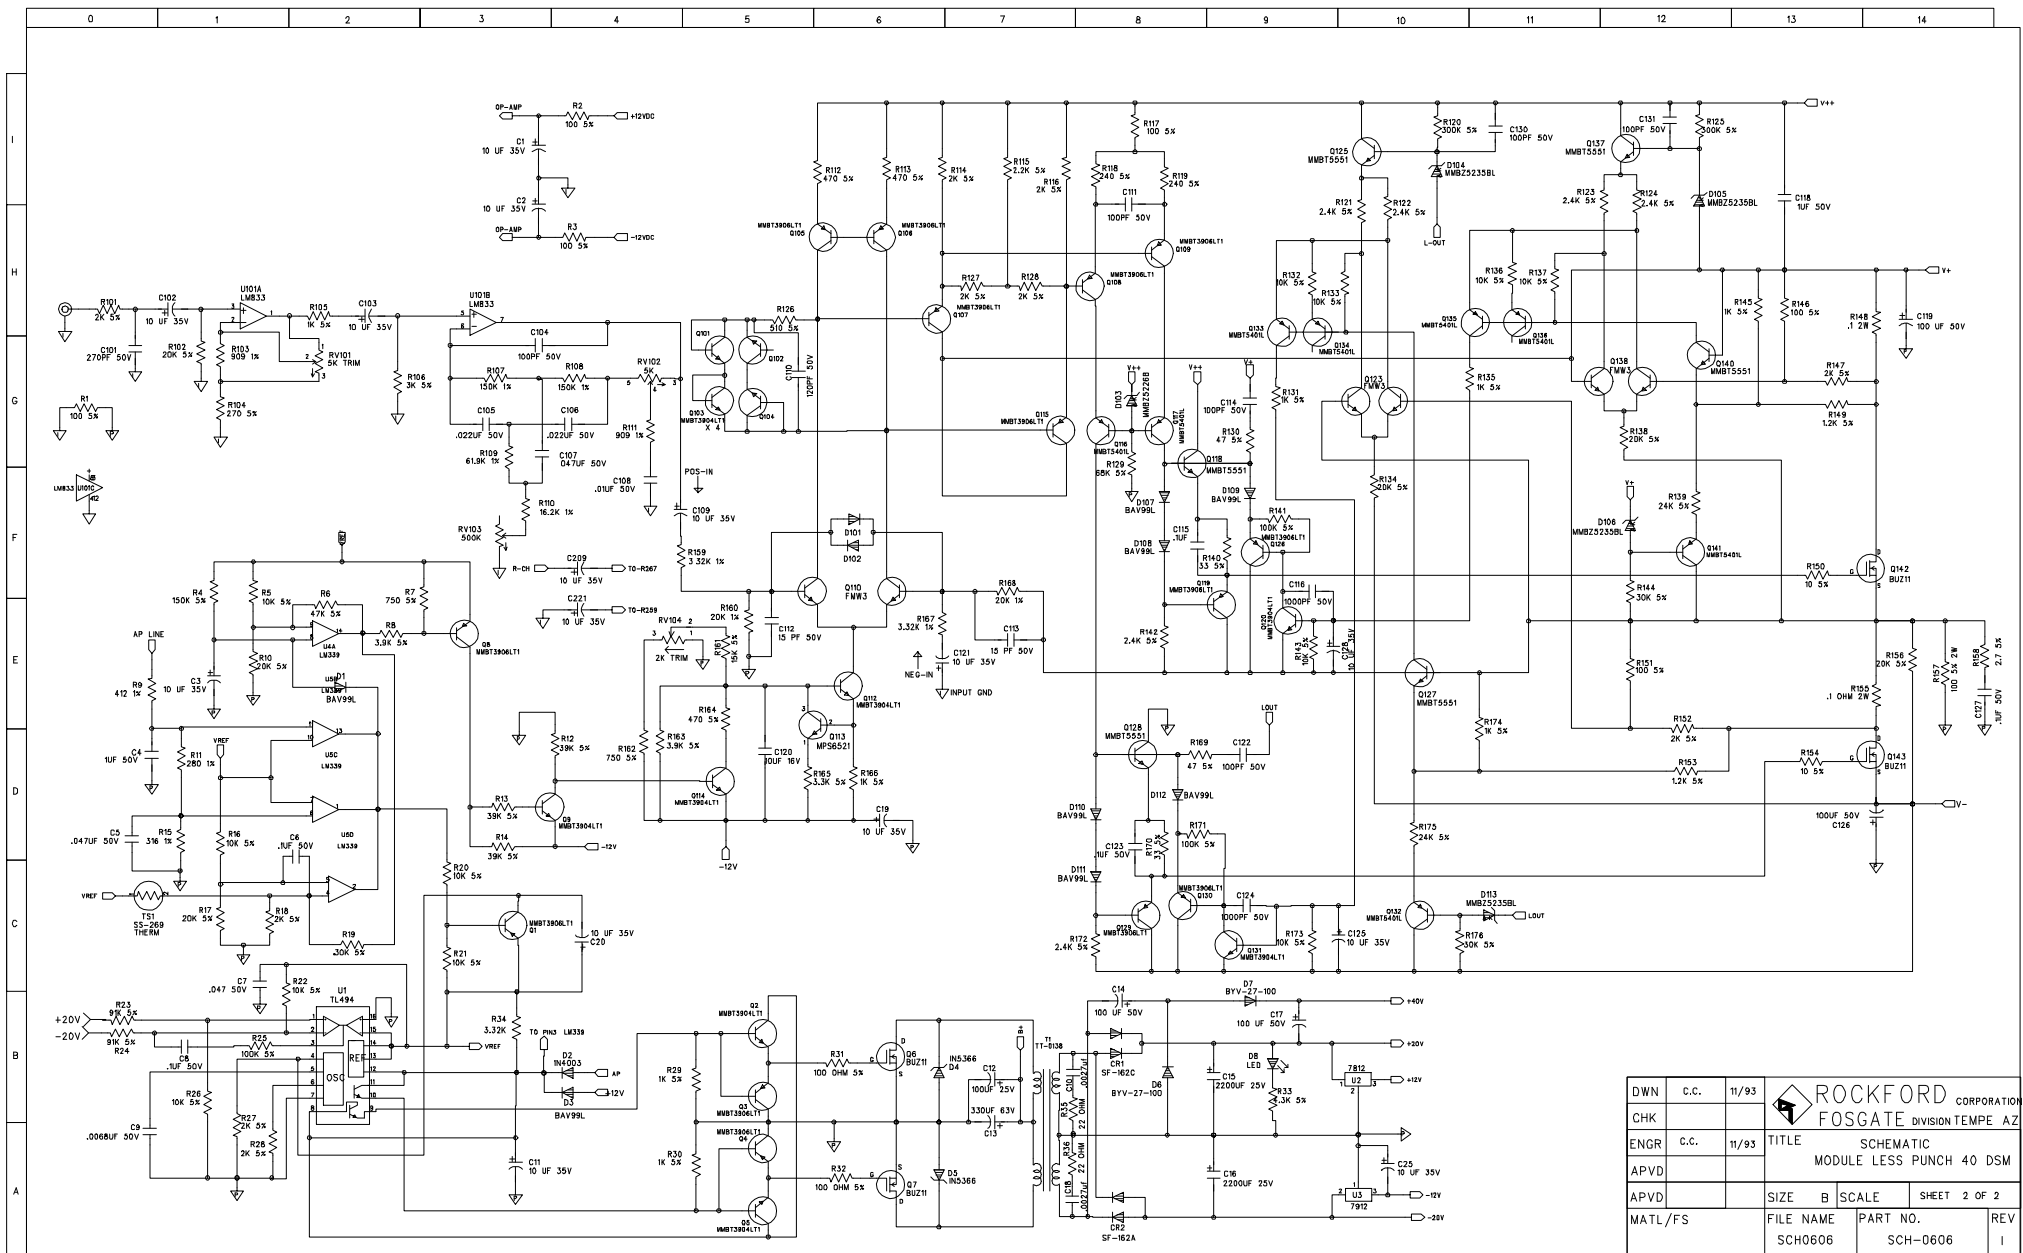 0 1 2 3 4 5 6 7 8 9 10 11 12 13 14
I
H
G
F
E
D
C
B
A
OP-AMP
R2
100 5%
+12VDC
C1
10 UF 35V
C2
10 UF 35V
OP-AMP
R3
100 5%
-12VDC
R101
2K 5%
C102
10 UF 35V
C101
270PF 50V
R102
20K 5%
U101A
LM833
R103
909 1%
R104
270 5%
R105
1K 5%
RV101
5K TRIM
C103
10 UF 35V
R106
3K 5%
R1
100 5%
LM833 U101C
U101B
LM833
C104
100PF 50V
R107
150K 1%
R108
150K 1%
RV102
5K
C105
.022UF 50V
C106
.022UF 50V
R109
61.9K 1%
C107
.047UF 50V
R110
16.2K 1%
RV103
500K
R111
909 1%
C108
.01UF 50V
POS-IN
C109
10 UF 35V
R159
3.32K 1%
R-CH
C209
10 UF 35V
TO-R267
C221
10 UF 35V
TO-R259
Q101
Q102
Q103
MMBT3904LT1
X 4
Q104
R126
510 5%
C110
120PF 50V
R112
470 5%
R113
470 5%
R114
2K 5%
R115
2.2K 5%
R116
2K 5%
MMBT3906LT1
Q105
MMBT3906LT1
Q106
R127
2K 5%
R128
2K 5%
MMBT3906LT1
Q107
MMBT3906LT1
Q115
R117
100 5%
R118
240 5%
R119
240 5%
C111
100PF 50V
MMBT3906LT1
Q109
MMBT3906LT1
Q108
V++
D103
MMBZ5226B
Q116
MMBT5401L
Q117
MMBT5401L
R129
68K 5%
V++
Q118
MMBT5551
V+
C114
100PF 50V
R130
47 5%
D107
BAV99L
D108
BAV99L
D109
BAV99L
C115
.1UF
R140
33 5%
R141
100K 5%
MMBT3906LT1
Q126
Q119
MMBT3906LT1
C116
1000PF 50V
Q120
MMBT3904LT1
R143
10K 5%
C128
10 UF 35V
R142
2.4K 5%
Q125
MMBT5551
R120
300K 5%
C130
100PF 50V
D104
MMBZ5235BL
L-OUT
R121
2.4K 5%
R122
2.4K 5%
R132
10K 5%
R133
10K 5%
Q133
MMBT5401L
Q134
MMBT5401L
R131
1K 5%
Q123
FMW3
R134
20K 5%
R135
1K 5%
Q135
MMBT5401L
Q136
MMBT5401L
R136
10K 5%
R137
10K 5%
Q137
MMBT5551
C131
100PF 50V
R125
300K 5%
R123
2.4K 5%
R124
2.4K 5%
D105
MMBZ5235BL
C118
1UF 50V
V++
V+
Q138
FMW3
Q140
MMBT5551
R138
20K 5%
R139
24K 5%
R145
1K 5%
R146
100 5%
R147
2K 5%
R148
.1 2W
R149
1.2K 5%
C119
100 UF 50V
V+
D106
MMBZ5235BL
Q141
MMBT5401L
R144
30K 5%
R150
10 5%
Q142
BUZ11
R151
100 5%
R152
2K 5%
R153
1.2K 5%
R154
10 5%
R155
.1 OHM 2W
R156
20K 5%
R157
100 5% 2W
R158
2.7 5%
C127
.1UF 50V
Q143
BUZ11
V-
100UF 50V
C126
D101
D102
Q110
FMW3
R160
20K 1%
C112
15 PF 50V
R168
20K 1%
R167
3.32K 1%
C113
15 PF 50V
C121
10 UF 35V
NEG-IN
INPUT GND
RV104
2K TRIM
R161
15K 5%
Q112
MMBT3904LT1
Q113
MPS6521
R162
750 5%
R163
3.9K 5%
R164
470 5%
C120
10UF 16V
Q114
MMBT3904LT1
R165
3.3K 5%
R166
1K 5%
C19
10 UF 35V
-12V
Q127
MMBT5551
R174
1K 5%
R175
24K 5%
Q132
MMBT5401L
D113
MMBZ5235BL
LOUT
R176
30K 5%
Q128
MMBT5551
R169
47 5%
C122
100PF 50V
LOUT
D110
BAV99L
D112
BAV99L
C123
.1UF 50V
R170
33 5%
R171
100K 5%
D111
BAV99L
MMBT3906LT1
Q130
Q129
MMBT3906LT1
C124
1000PF 50V
R172
2.4K 5%
Q131
MMBT3904LT1
R173
10K 5%
C125
10 UF 35V
R4
150K 5%
R5
10K 5%
R6
47K 5%
R7
750 5%
R8
3.9K 5%
U4A
LM339
Q8
MMBT3906LT1
AP LINE
R9
412 1%
C3
10 UF 35V
R10
20K 5%
U5B
LM339
D1
BAV99L
C4
1UF 50V
R11
280 1%
VREF
U5C
LM339
R12
39K 5%
R13
39K 5%
R14
39K 5%
Q9
MMBT3904LT1
-12V
C5
.047UF 50V
R15
316 1%
R16
10K 5%
C6
.1UF 50V
U5D
LM339
VREF
TS1
SS-269
THERM
R17
20K 5%
R18
2K 5%
R19
30K 5%
R20
10K 5%
R21
10K 5%
MMBT3906LT1
Q1
10 UF 35V
C20
C7
.047 50V
R22
10K 5%
U1
TL494
REF
OSC
+20V
-20V
R23
91K 5%
91K 5%
R24
C8
.1UF 50V
R25
100K 5%
R26
10K 5%
R27
2K 5%
R28
2K 5%
C9
.0068UF 50V
R34
3.32K
VREF
TO PIN3 LM339
D2
1N4003
AP
D3
BAV99L
+12V
C11
10 UF 35V
R29
1K 5%
R30
1K 5%
Q2
MMBT3904LT1
Q3
MMBT3906LT1
MMBT3906LT1
Q4
Q5
MMBT3904LT1
R31
100 OHM 5%
R32
100 OHM 5%
Q6
BUZ11
Q7
BUZ11
IN5366
D4
D5
IN5366
C12
100UF 25V
330UF 63V
C13
B+
T1
TT-0138
C10
.0027uf
R35
22 OHM
R36
22 OHM
C18
.0027uf
C14
100 UF 50V
CR1
SF-162C
CR2
SF-162A
D6
BYV-27-100
D7
BYV-27-100
C15
2200UF 25V
C16
2200UF 25V
C17
100 UF 50V
D8
LED
R33
4.3K 5%
7812
U2
U3
7912
C25
10 UF 35V
+40V
+20V
+12V
-12V
-20V
DWN C.C. 11/93
CHK
ENGR C.C. 11/93
APVD
APVD
MATL/FS
ROCKFORD CORPORATION
FOSGATE DIVISION TEMPE AZ
TITLE SCHEMATIC
MODULE LESS PUNCH 40 DSM
SIZE B SCALE SHEET 2 OF 2
FILE NAME PART NO. REV
SCH0606 SCH-0606 I